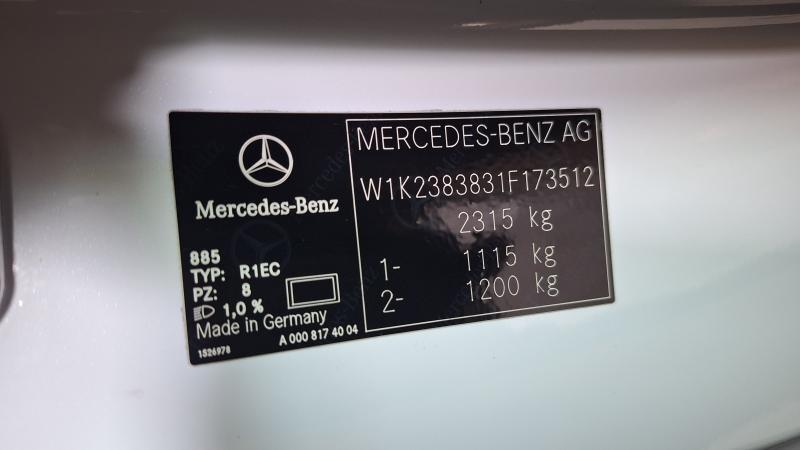 Mercedes-Benz
885
TYP: R1EC
PZ: 8
1,0 %
Made in Germany
1S26978
A 000 817 40 04
MERCEDES-BENZ AG
W1K2383831F173512
2315 kg
1- 1115 kg
2- 1200 kg